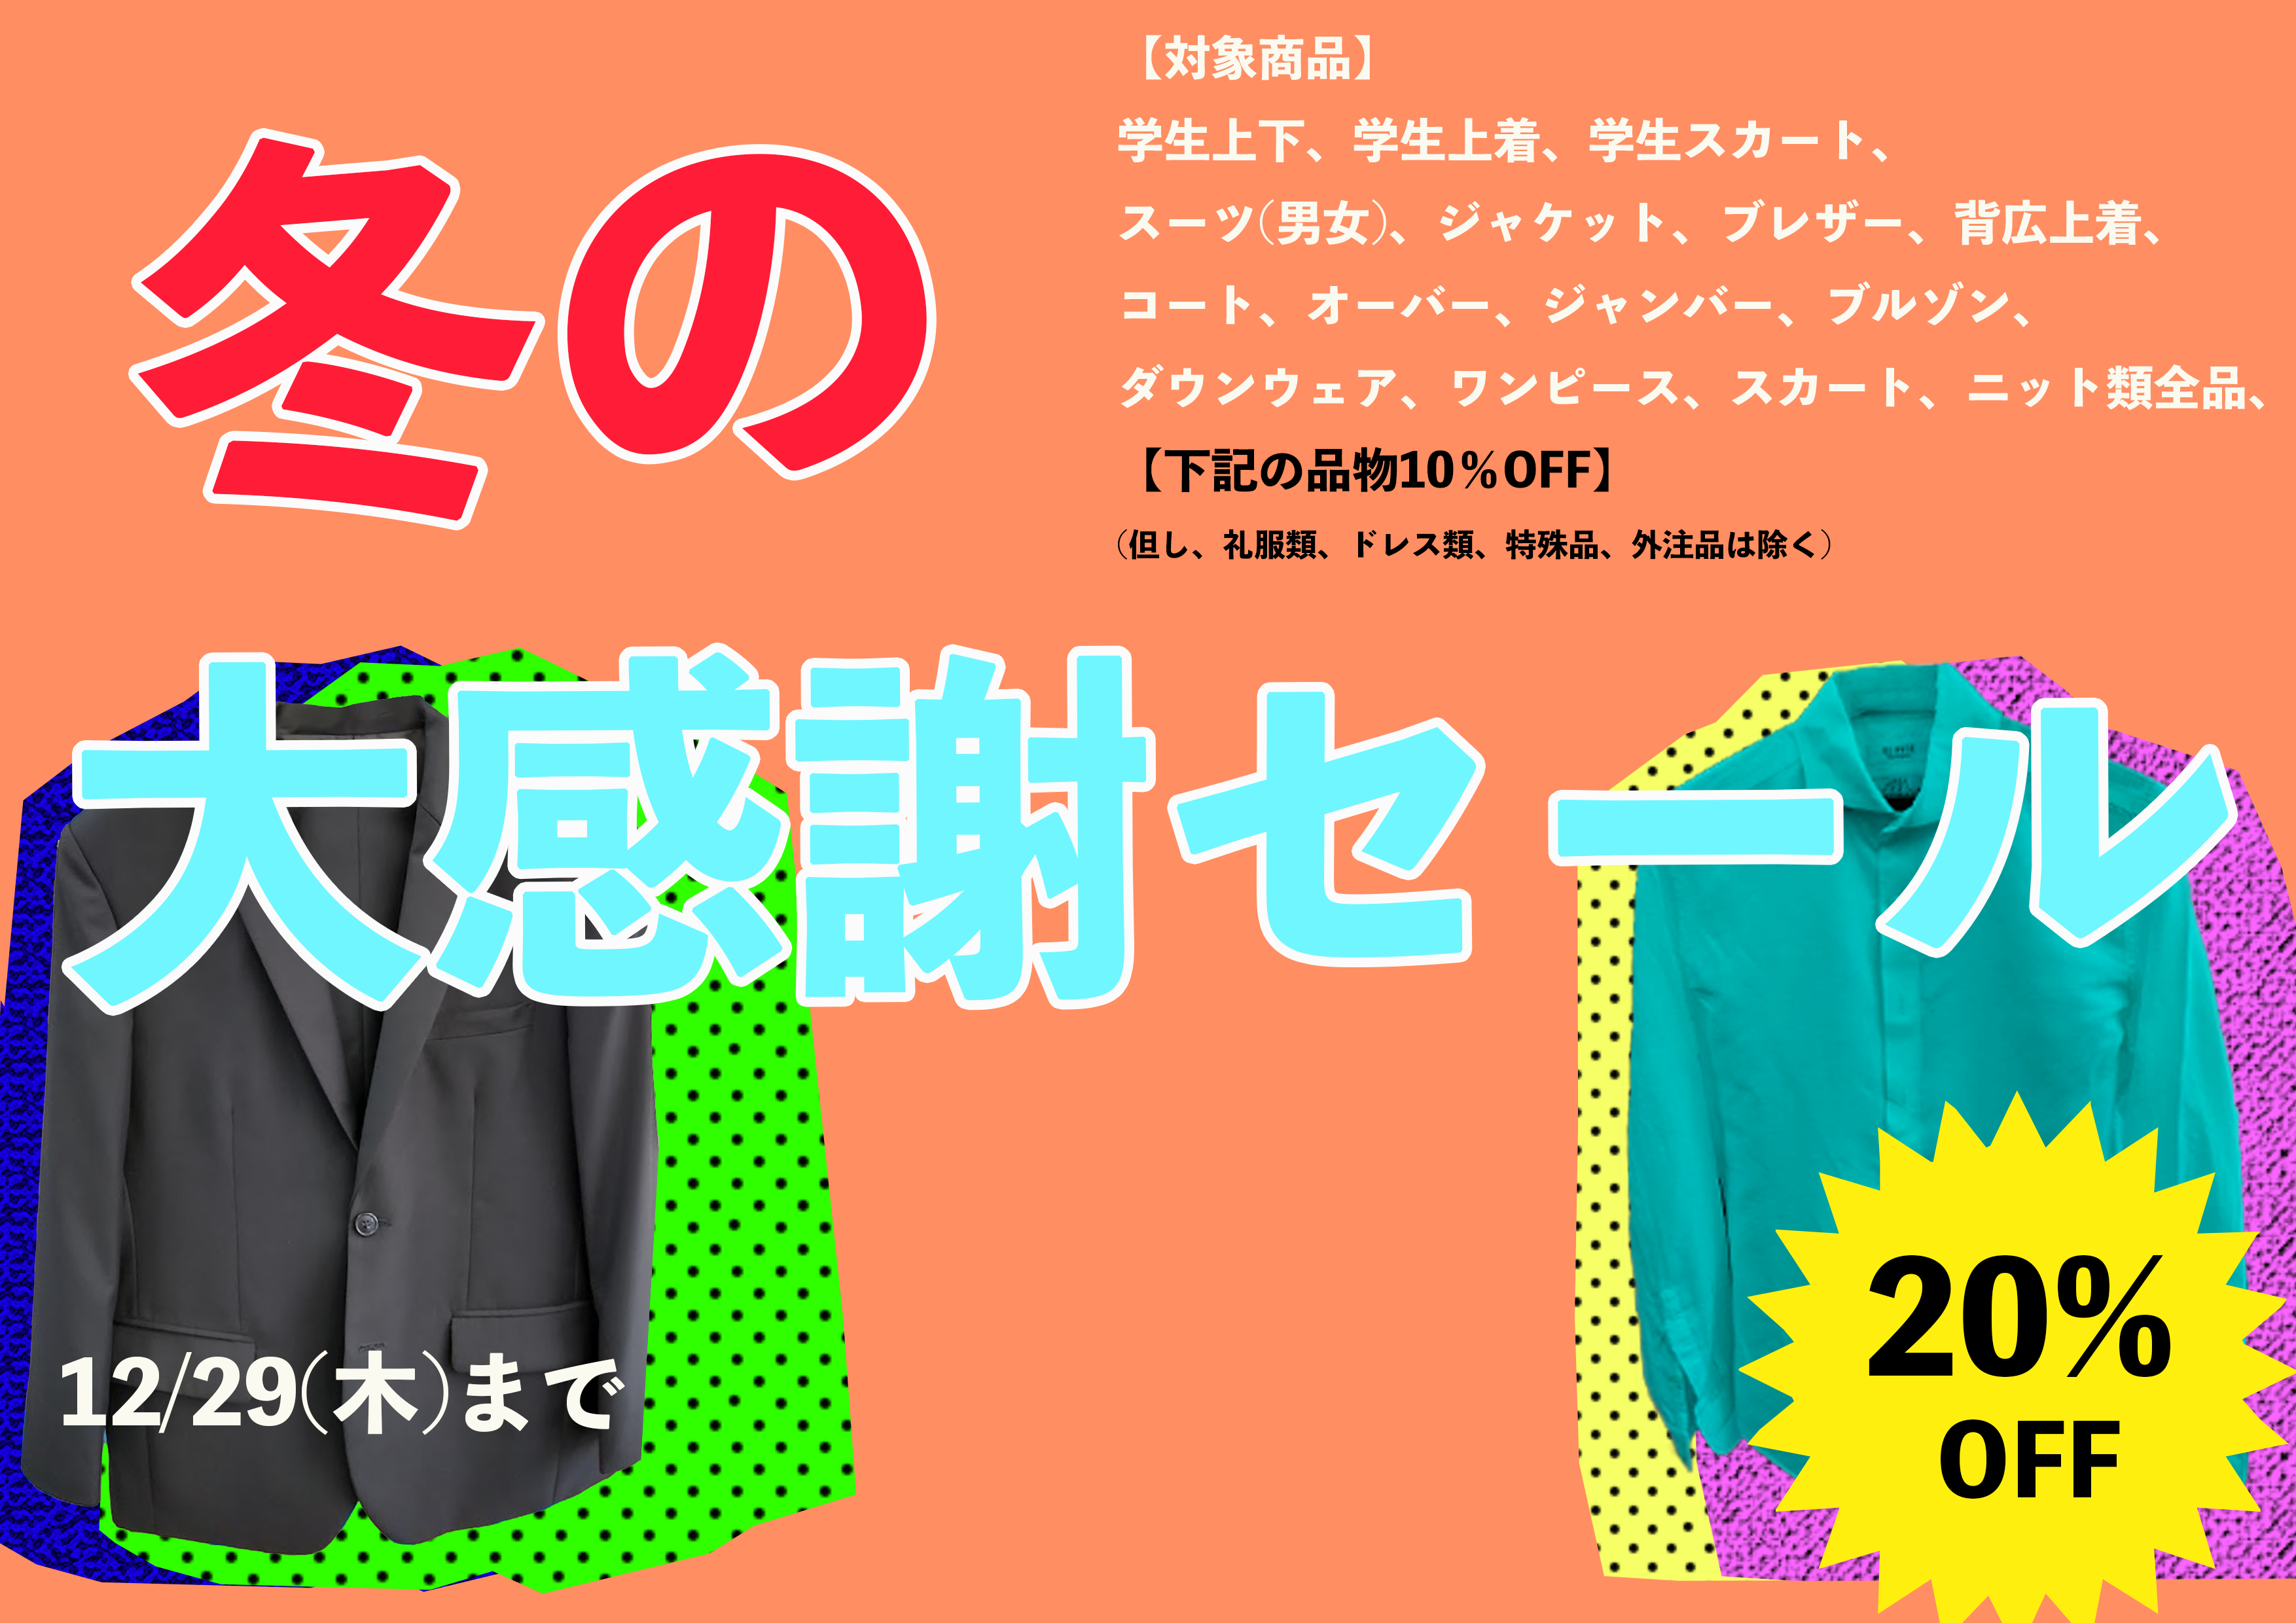 冬の
【対象商品】
学生上下、学生上着、学生スカート、
スーツ(男女)、ジャケット、ブレザー、背広上着、
コート、オーバー、ジャンバー、ブルゾン、
ダウンウェア、ワンピース、スカート、ニット類全品、
【下記の品物10%OFF】
(但し、礼服類、ドレス類、特殊品、外注品は除く)
大感謝セール
12/29(木)まで
20%
OFF